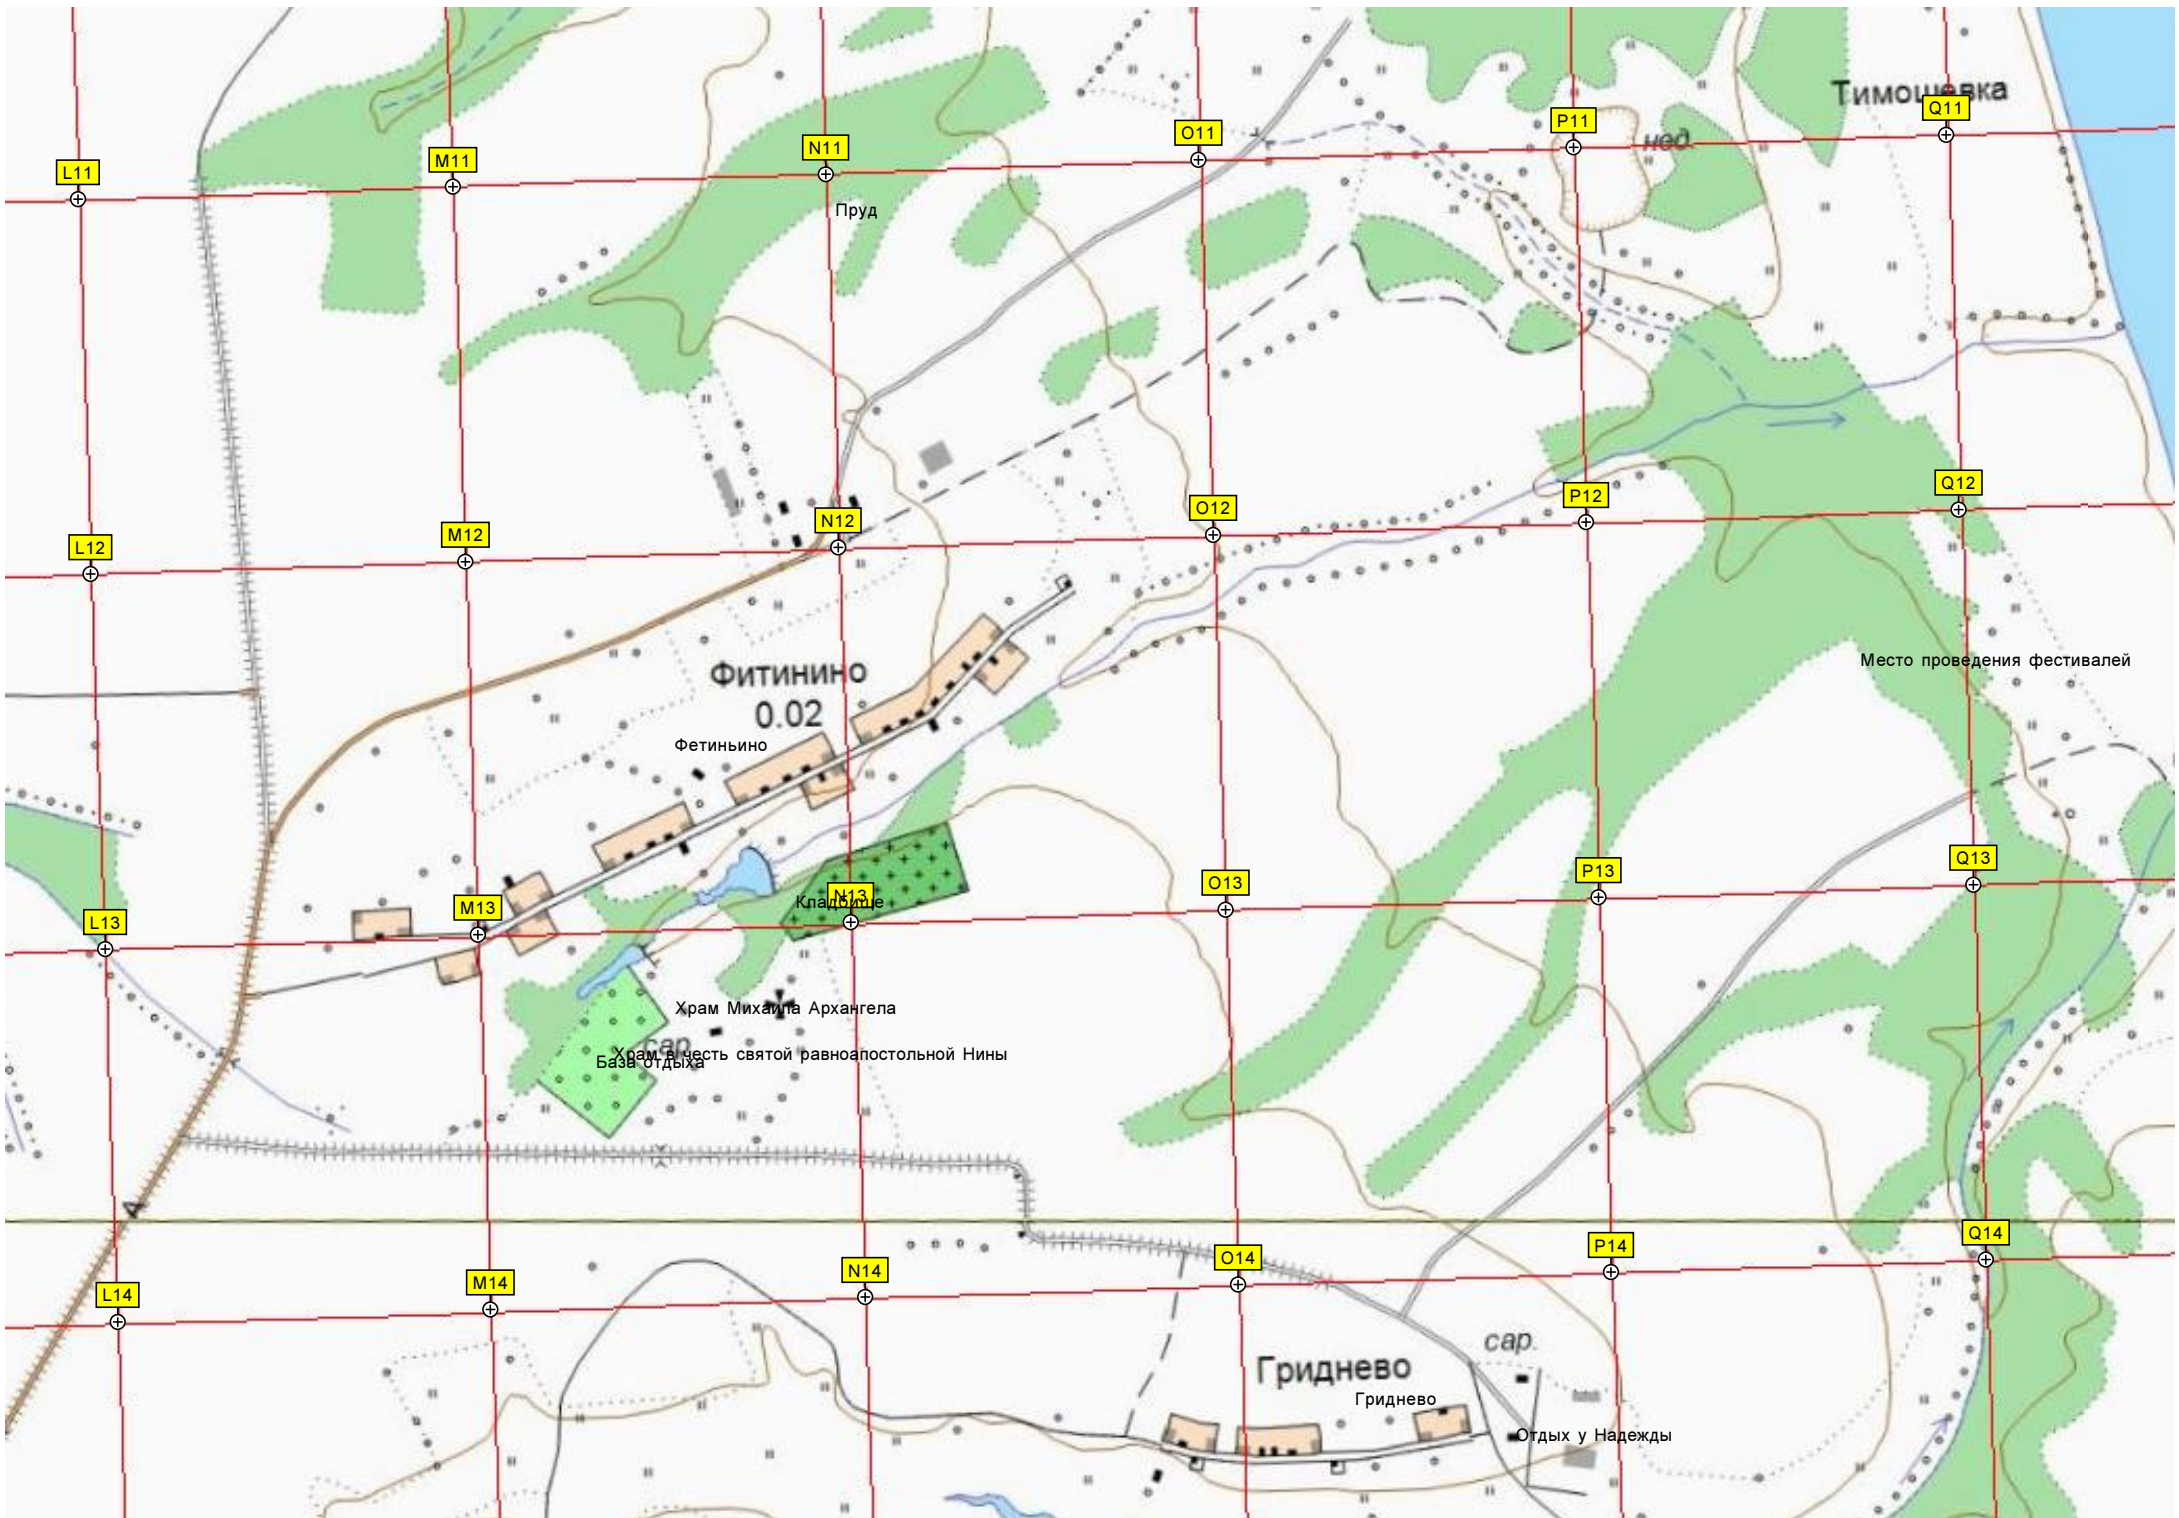 Тимошевка
Q11
P11
нед.
O11
N11
M11
L11
Пруд
Q12
P12
O12
N12
M12
L12
Место проведения фестивалей
Фитинино
0.02
Фетиньино
Q13
P13
O13
N13
Кладбище
M13
L13
Храм Михаила Архангела
сар.
Храм в честь святой равноапостольной Нины
База отдыха
А
Q14
P14
O14
N14
M14
L14
сар.
Гриднево
Гриднево
Отдых у Надежды